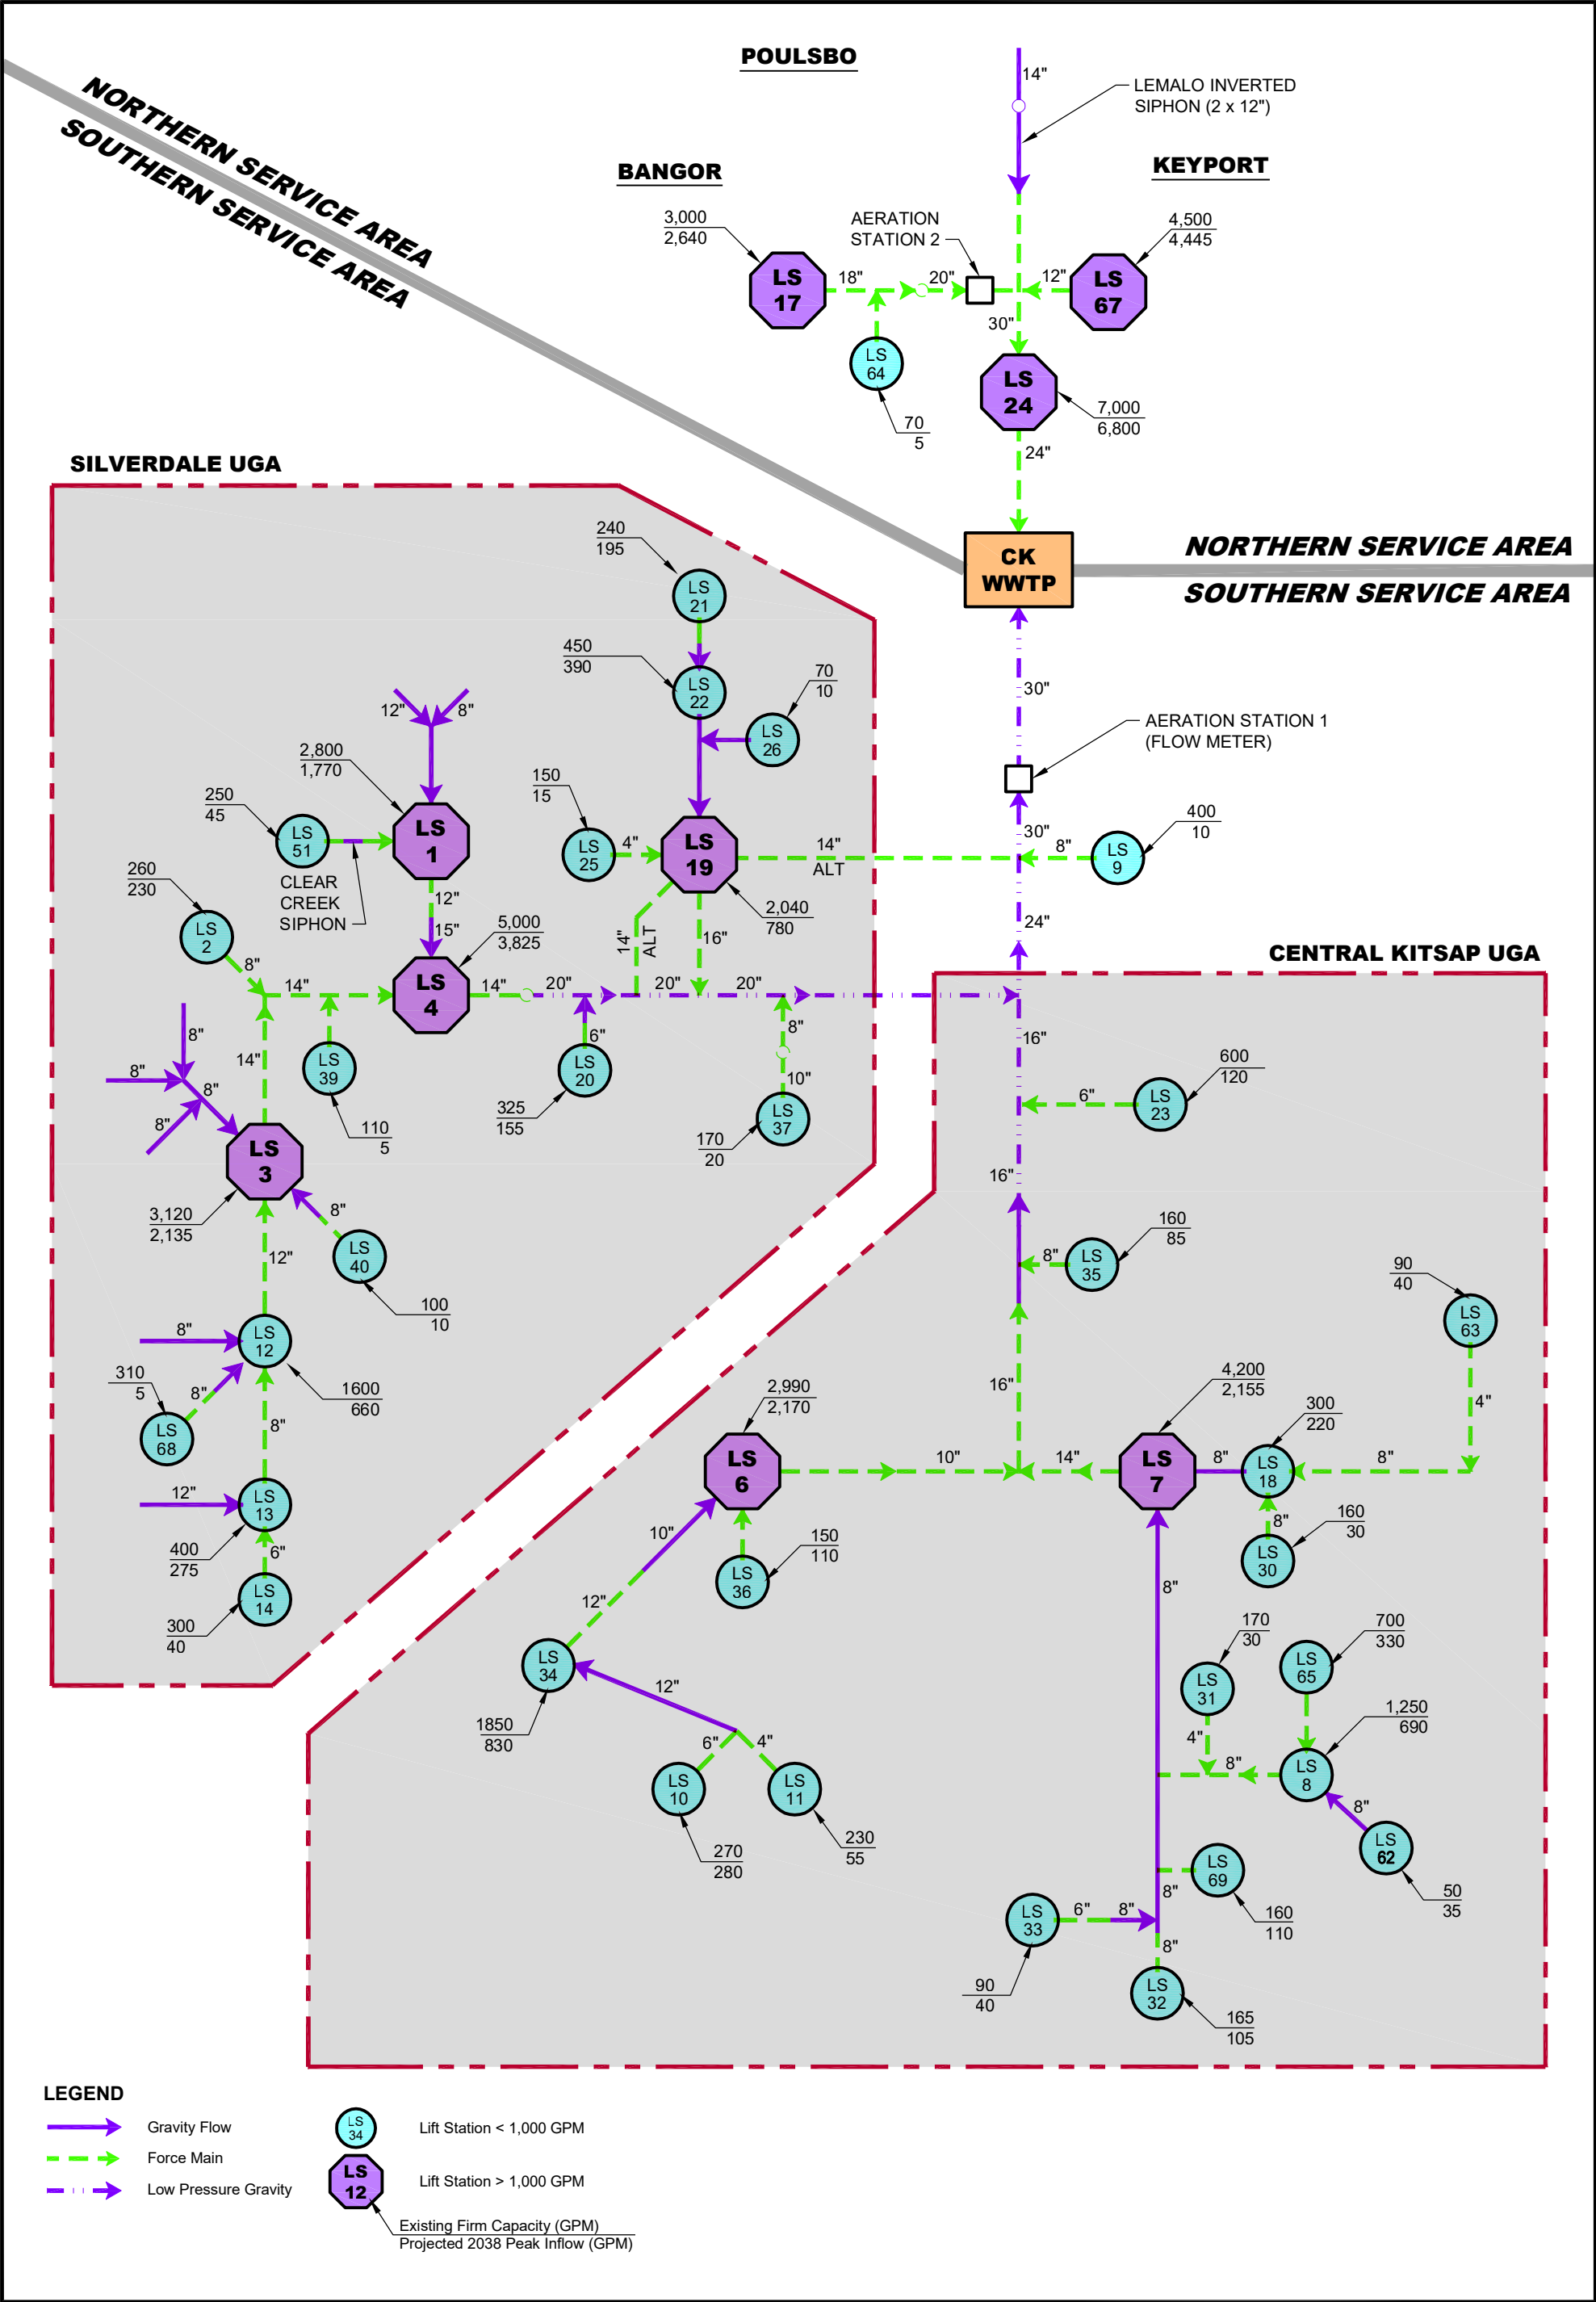 POULSBO
14"
LEMALO INVERTED
SIPHON (2 x 12")
NORTHERN SERVICE AREA
SOUTHERN SERVICE AREA
BANGOR
KEYPORT
3,000
2,640
AERATION
STATION 2
4,500
4,445
LS
17
18"
20"
12"
LS
67
30"
LS
64
LS
24
7,000
6,800
70
5
24"
SILVERDALE UGA
CK
WWTP
NORTHERN SERVICE AREA
SOUTHERN SERVICE AREA
240
195
LS
21
450
390
LS
22
70
10
LS
26
30"
12"
8"
AERATION STATION 1
(FLOW METER)
2,800
1,770
150
15
250
45
LS
51
LS
1
LS
25
4"
LS
19
14"
ALT
30"
8"
LS
9
400
10
CLEAR
CREEK
SIPHON
260
230
LS
2
12"
15"
5,000
3,825
2,040
780
14"
ALT
16"
24"
CENTRAL KITSAP UGA
8"
14"
LS
4
14"
20"
20"
20"
8"
8"
8"
8"
14"
LS
39
6"
LS
20
8"
10"
16"
110
5
325
155
LS
37
170
20
6"
LS
23
600
120
LS
3
3,120
2,135
8"
LS
40
16"
160
85
8"
LS
35
12"
100
10
90
40
LS
63
8"
LS
12
310
5
8"
LS
68
1600
660
8"
16"
2,990
2,170
4,200
2,155
300
220
4"
LS
6
10"
14"
LS
7
8"
LS
18
8"
12"
LS
13
10"
8"
160
30
400
275
6"
150
110
LS
36
LS
30
LS
14
12"
8"
300
40
170
30
700
330
LS
34
12"
LS
31
LS
65
1850
830
6"
4"
4"
1,250
690
LS
10
LS
11
8"
LS
8
8"
270
280
230
55
LS
62
LS
69
50
35
8"
LS
33
6"
8"
160
110
8"
90
40
LS
32
165
105
LEGEND
Gravity Flow
Force Main
Low Pressure Gravity
LS
34
Lift Station < 1,000 GPM
LS
12
Lift Station > 1,000 GPM
Existing Firm Capacity (GPM)
Projected 2038 Peak Inflow (GPM)